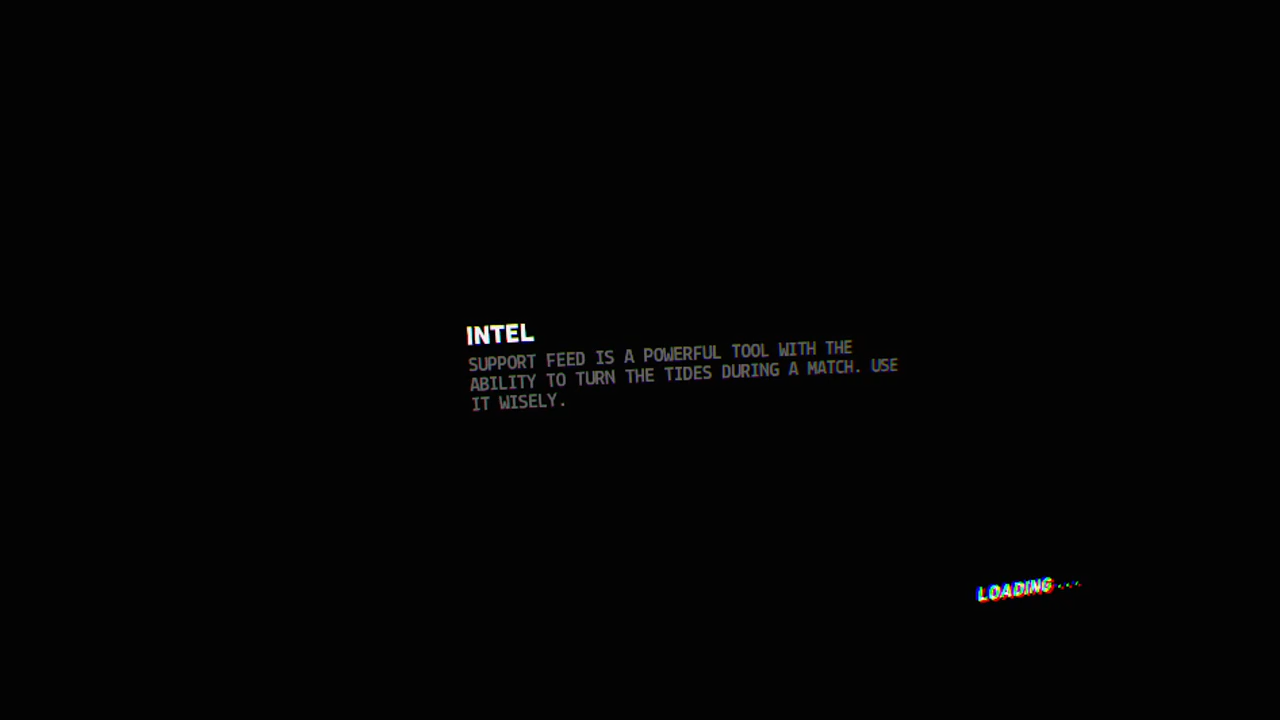 INTEL
SUPPORT FEED IS A POWERFUL TOOL WITH THE
ABILITY TO TURN THE TIDES DURING A MATCH. USE
IT WISELY.
LOADING...